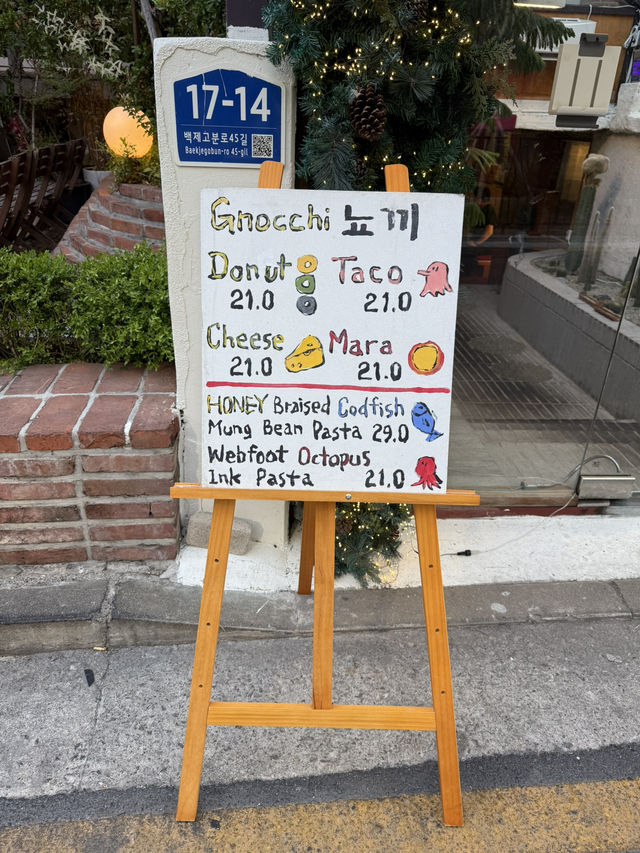 17-14
백제고분로45길
Baekjegobun-ro 45-gil
Gnocchi 뇨끼
Donut Taco
21.0 21.0
Cheese Mara
21.0 21.0
HONEY Braised Codfish
Mung Bean Pasta 29.0
Webfoot Octopus
Ink Pasta 21.0